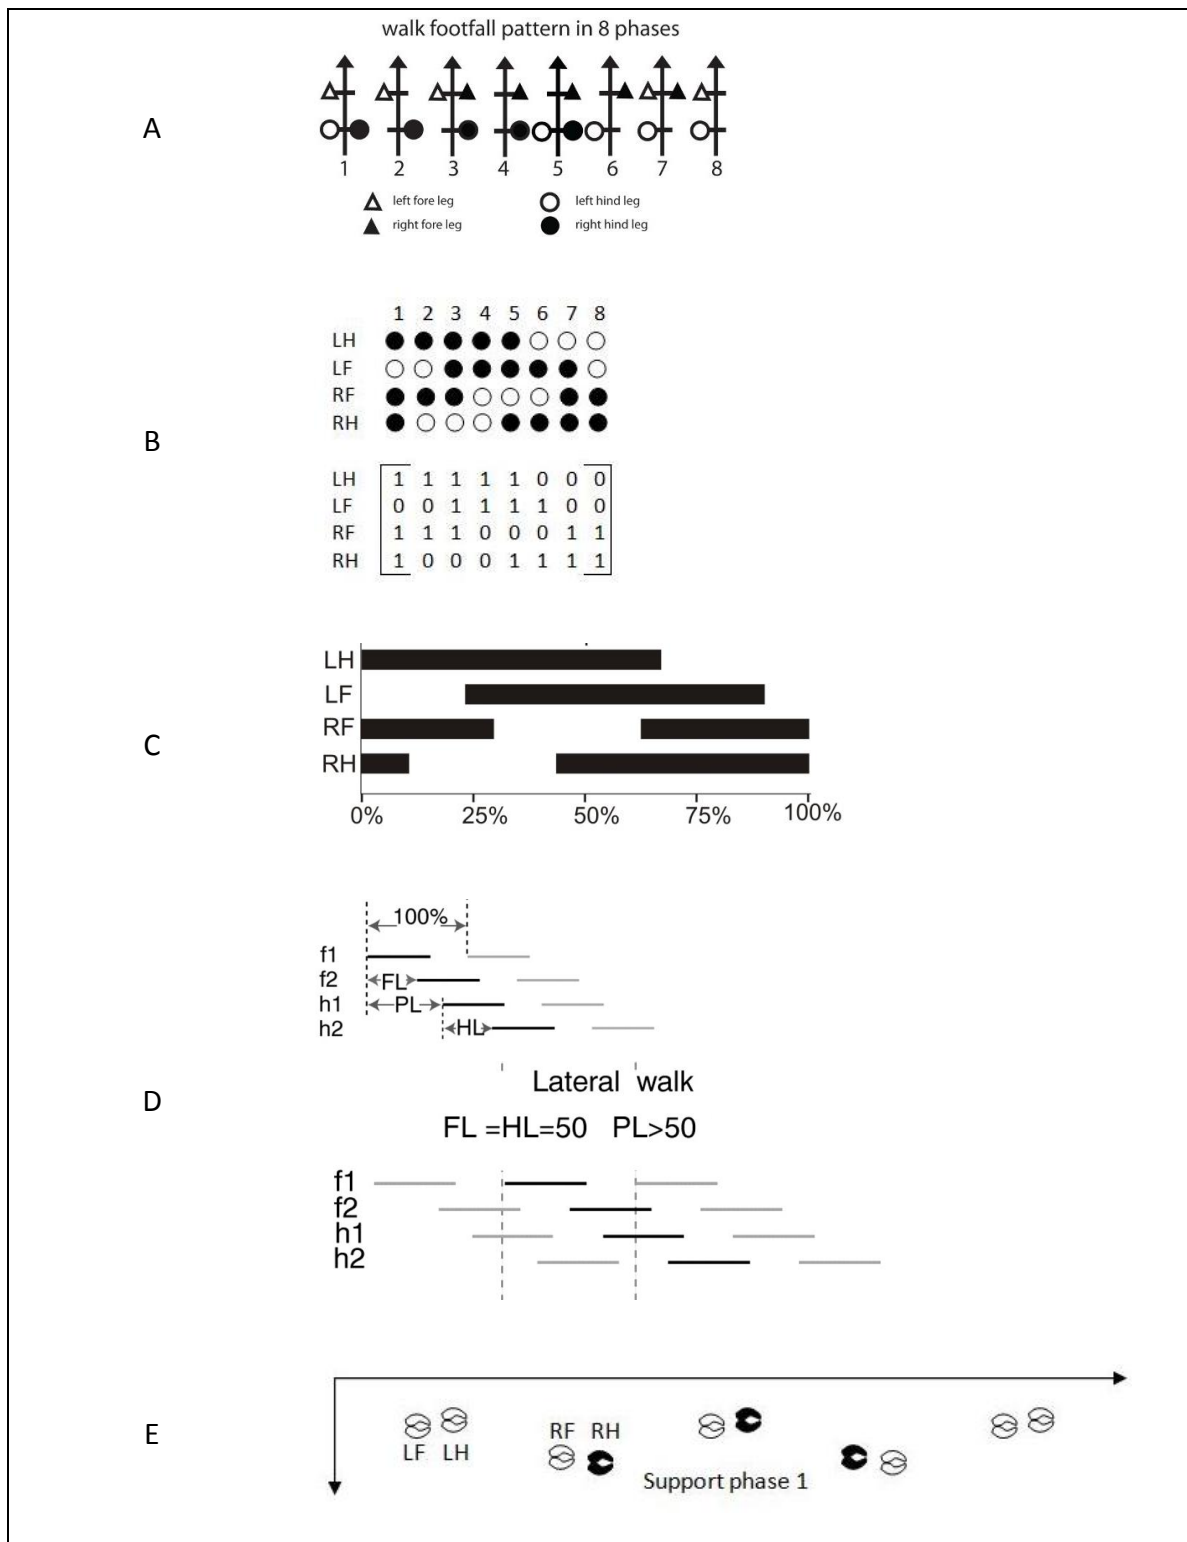 walk footfall pattern in 8 phases
A
1 2 3 4 5 6 7 8
left fore leg left hind leg
right fore leg right hind leg
1 2 3 4 5 6 7 8
LH
LF
RF
RH
B
LH 1 1 1 1 1 0 0 0
LF 0 0 1 1 1 1 0 0
RF 1 1 1 0 0 0 1 1
RH 1 0 0 0 1 1 1 1
LH
LF
RF
C
RH
0% 25% 50% 75% 100%
100%
f1
f2 FL
h1 PL
h2 HL
Lateral walk
D
FL =HL=50 PL>50
f1
f2
h1
h2
E
RF RH
LF LH
Support phase 1